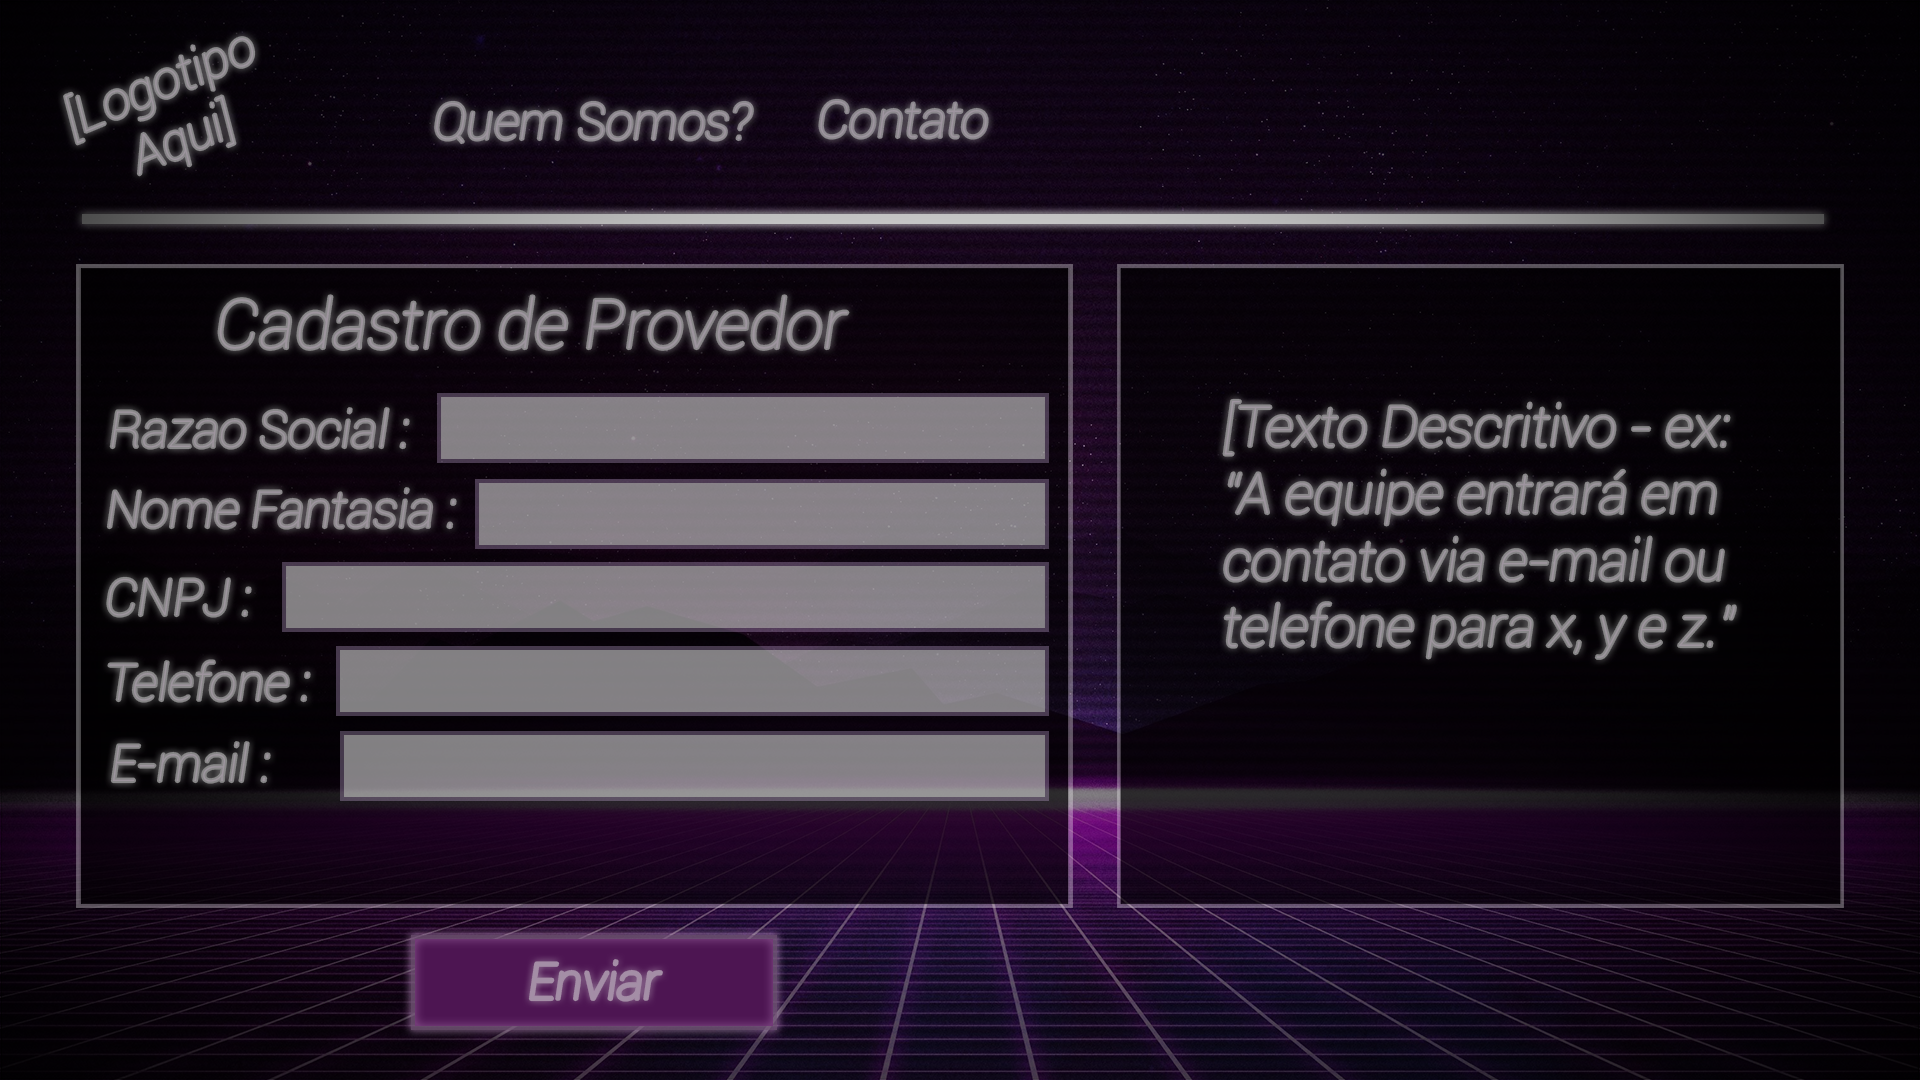 [Logotipo
Aqui]
Quem Somos? Contato
Cadastro de Provedor
Razao Social :
Nome Fantasia :
CNPJ :
Telefone :
E-mail :
[Texto Descritivo - ex:
"A equipe entrará em
contato via e-mail ou
telefone para x, y e z."
Enviar